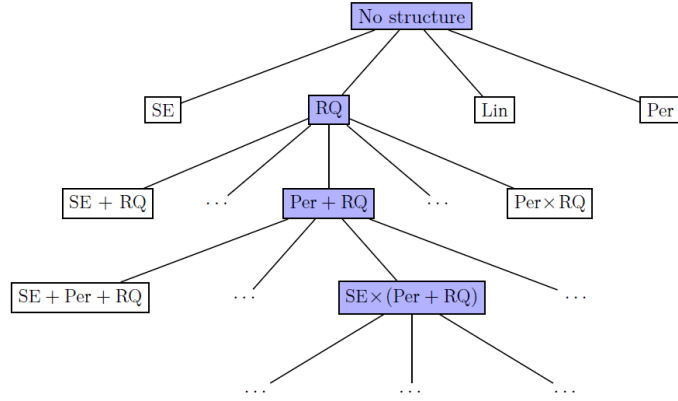 No structure
SE
RQ
Lin
Per
SE + RQ
...
Per + RQ
...
Per×RQ
SE + Per + RQ
...
SE×(Per + RQ)
...
...
...
...